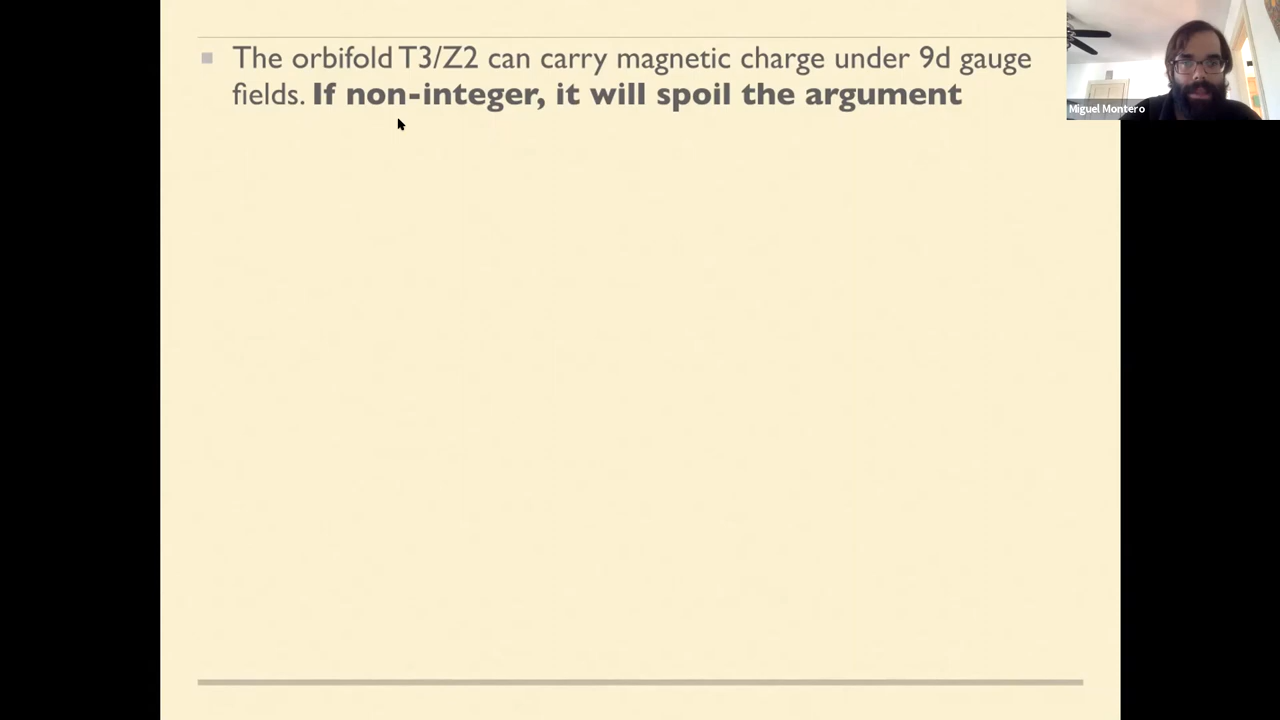 The orbifold T3/Z2 can carry magnetic charge under 9d gauge
fields. If non-integer, it will spoil the argument
Miguel Montero